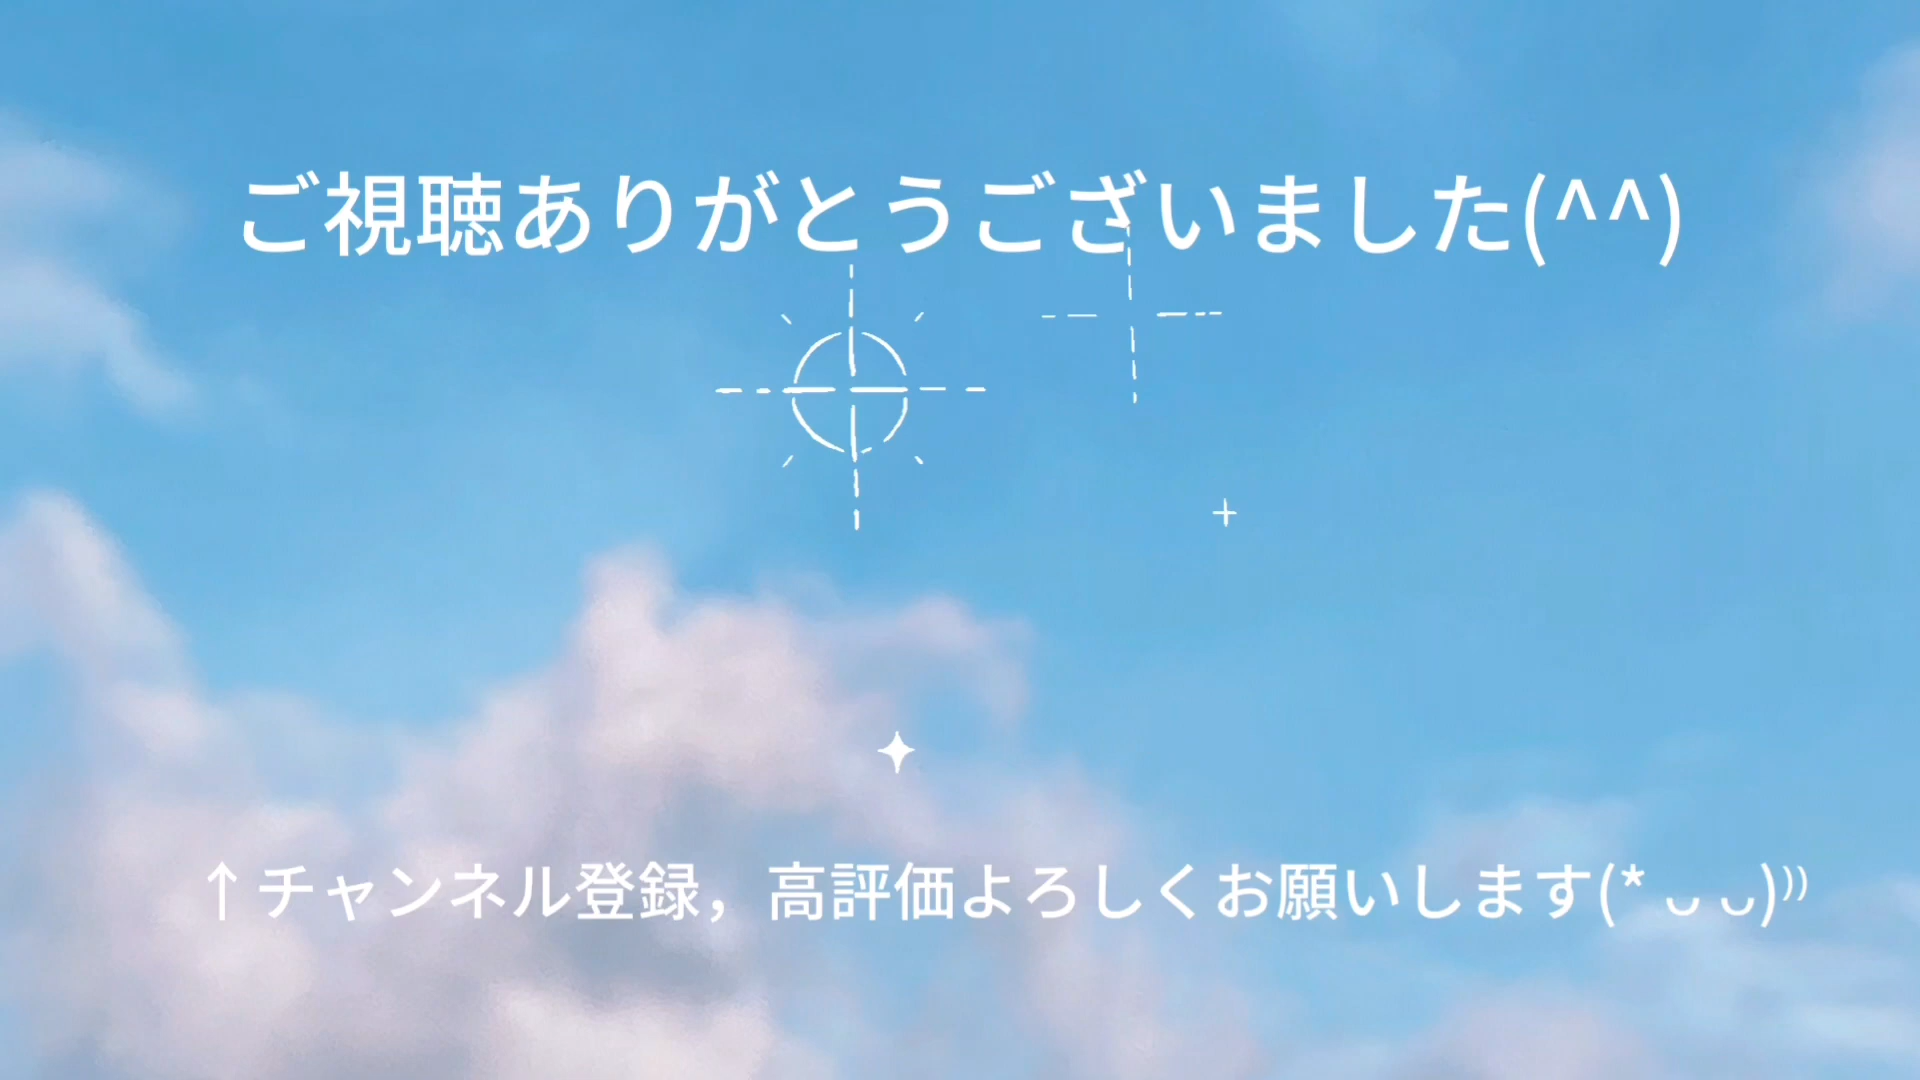 ご視聴ありがとうございました(^^)
↑チャンネル登録，高評価よろしくお願いします(* ᴗ ᴗ)⁾⁾